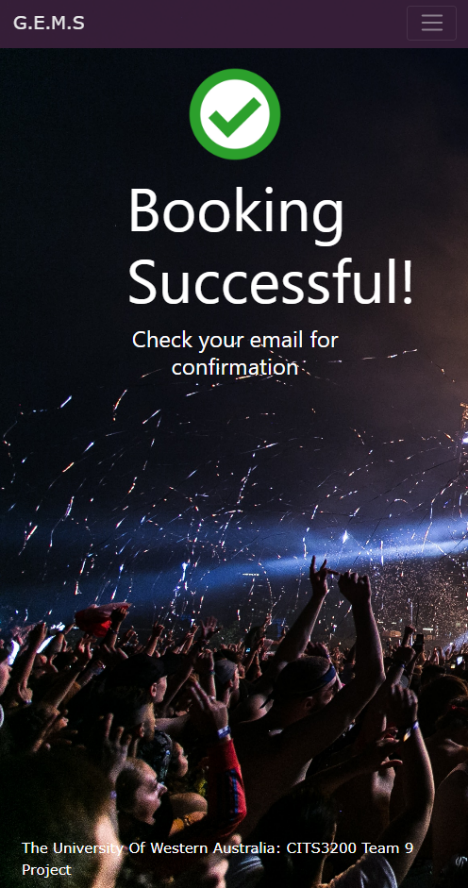 G.E.M.S
Booking
Successful!
Check your email for
confirmation
The University Of Western Australia: CITS3200 Team 9
Project